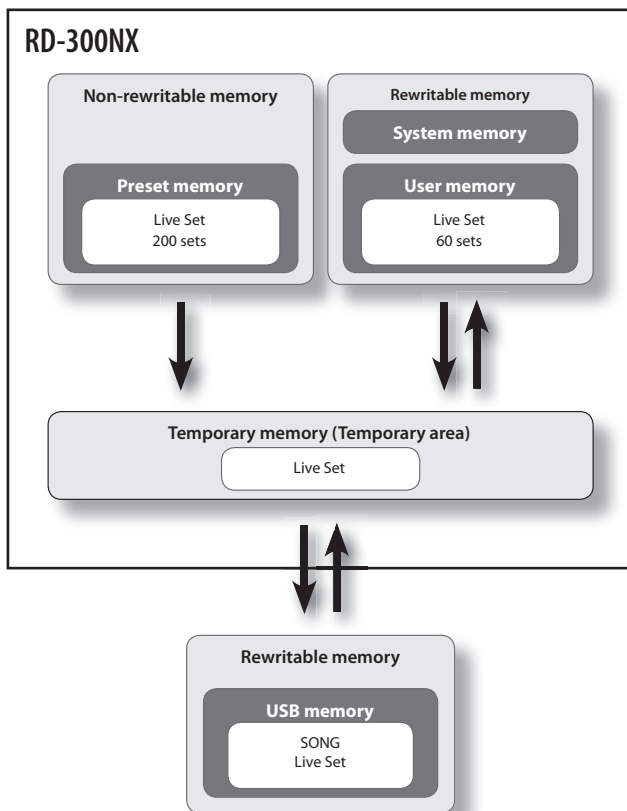 RD-300NX
Non-rewritable memory
Preset memory
Live Set
200 sets
Rewritable memory
System memory
User memory
Live Set
60 sets
Temporary memory (Temporary area)
Live Set
Rewritable memory
USB memory
SONG
Live Set